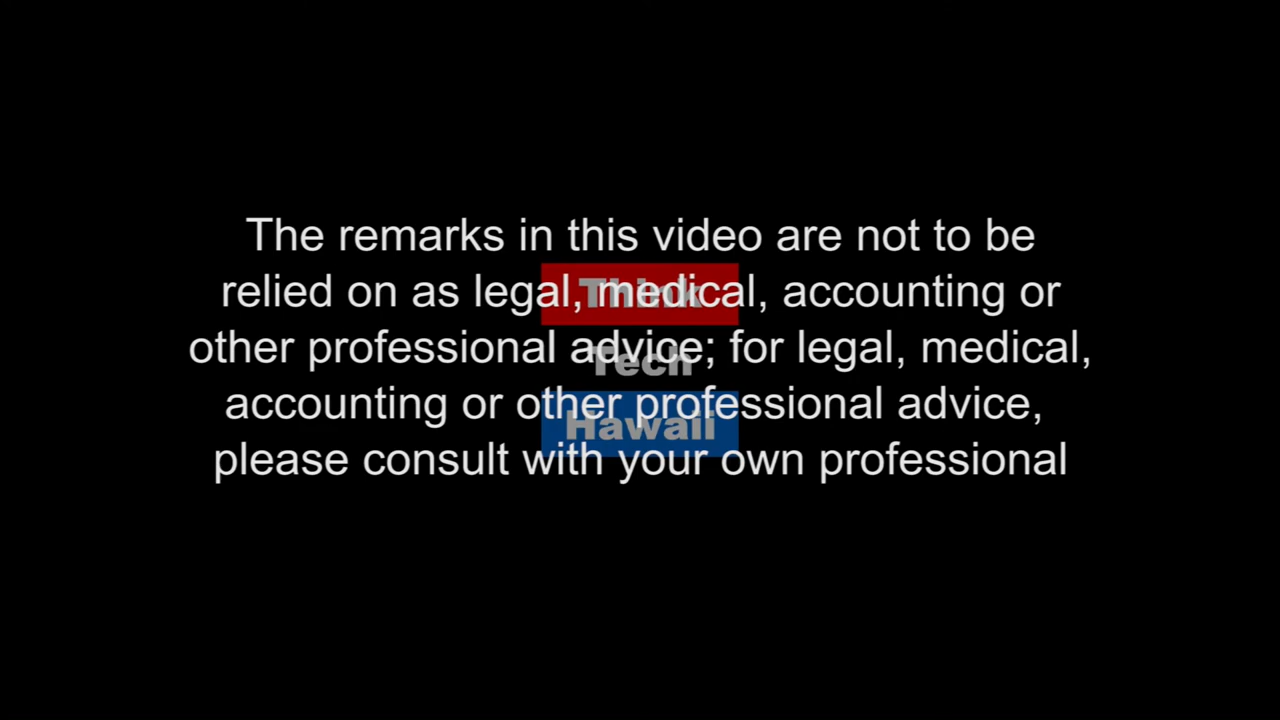 The remarks in this video are not to be
relied on as legal, medical, accounting or
other professional advice; for legal, medical,
accounting or other professional advice,
please consult with your own professional
Think
Tech
Hawaii